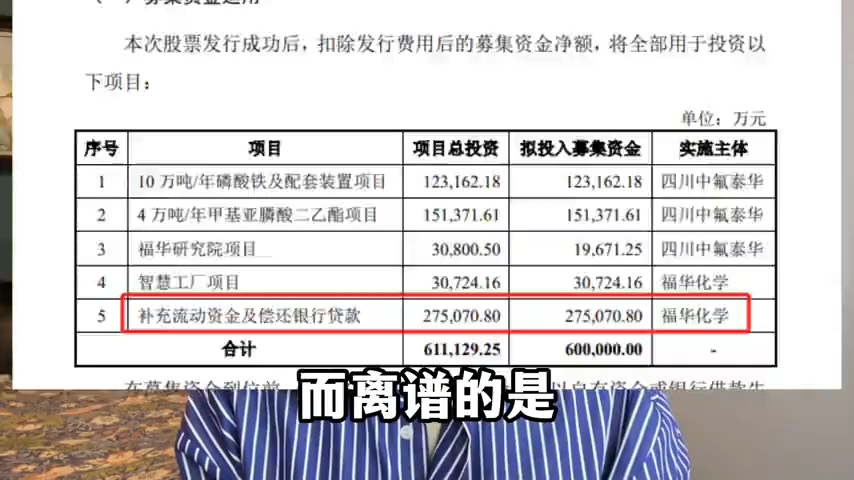 本次股票发行成功后，扣除发行费用后的募集资金净额，将全部用于投资以
下项目：
单位：万元
序号 项目 项目总投资 拟投入募集资金 实施主体
1 10 万吨/年磷酸铁及配套装置项目 123,162.18 123,162.18 四川中氟泰华
2 4 万吨/年甲基亚膦酸二乙酯项目 151,371.61 151,371.61 四川中氟泰华
3 福华研究院项目 30,800.50 19,671.25 四川中氟泰华
4 智慧工厂项目 30,724.16 30,724.16 福华化学
5 补充流动资金及偿还银行贷款 275,070.80 275,070.80 福华化学
合计 611,129.25 600,000.00 -
而离谱的是